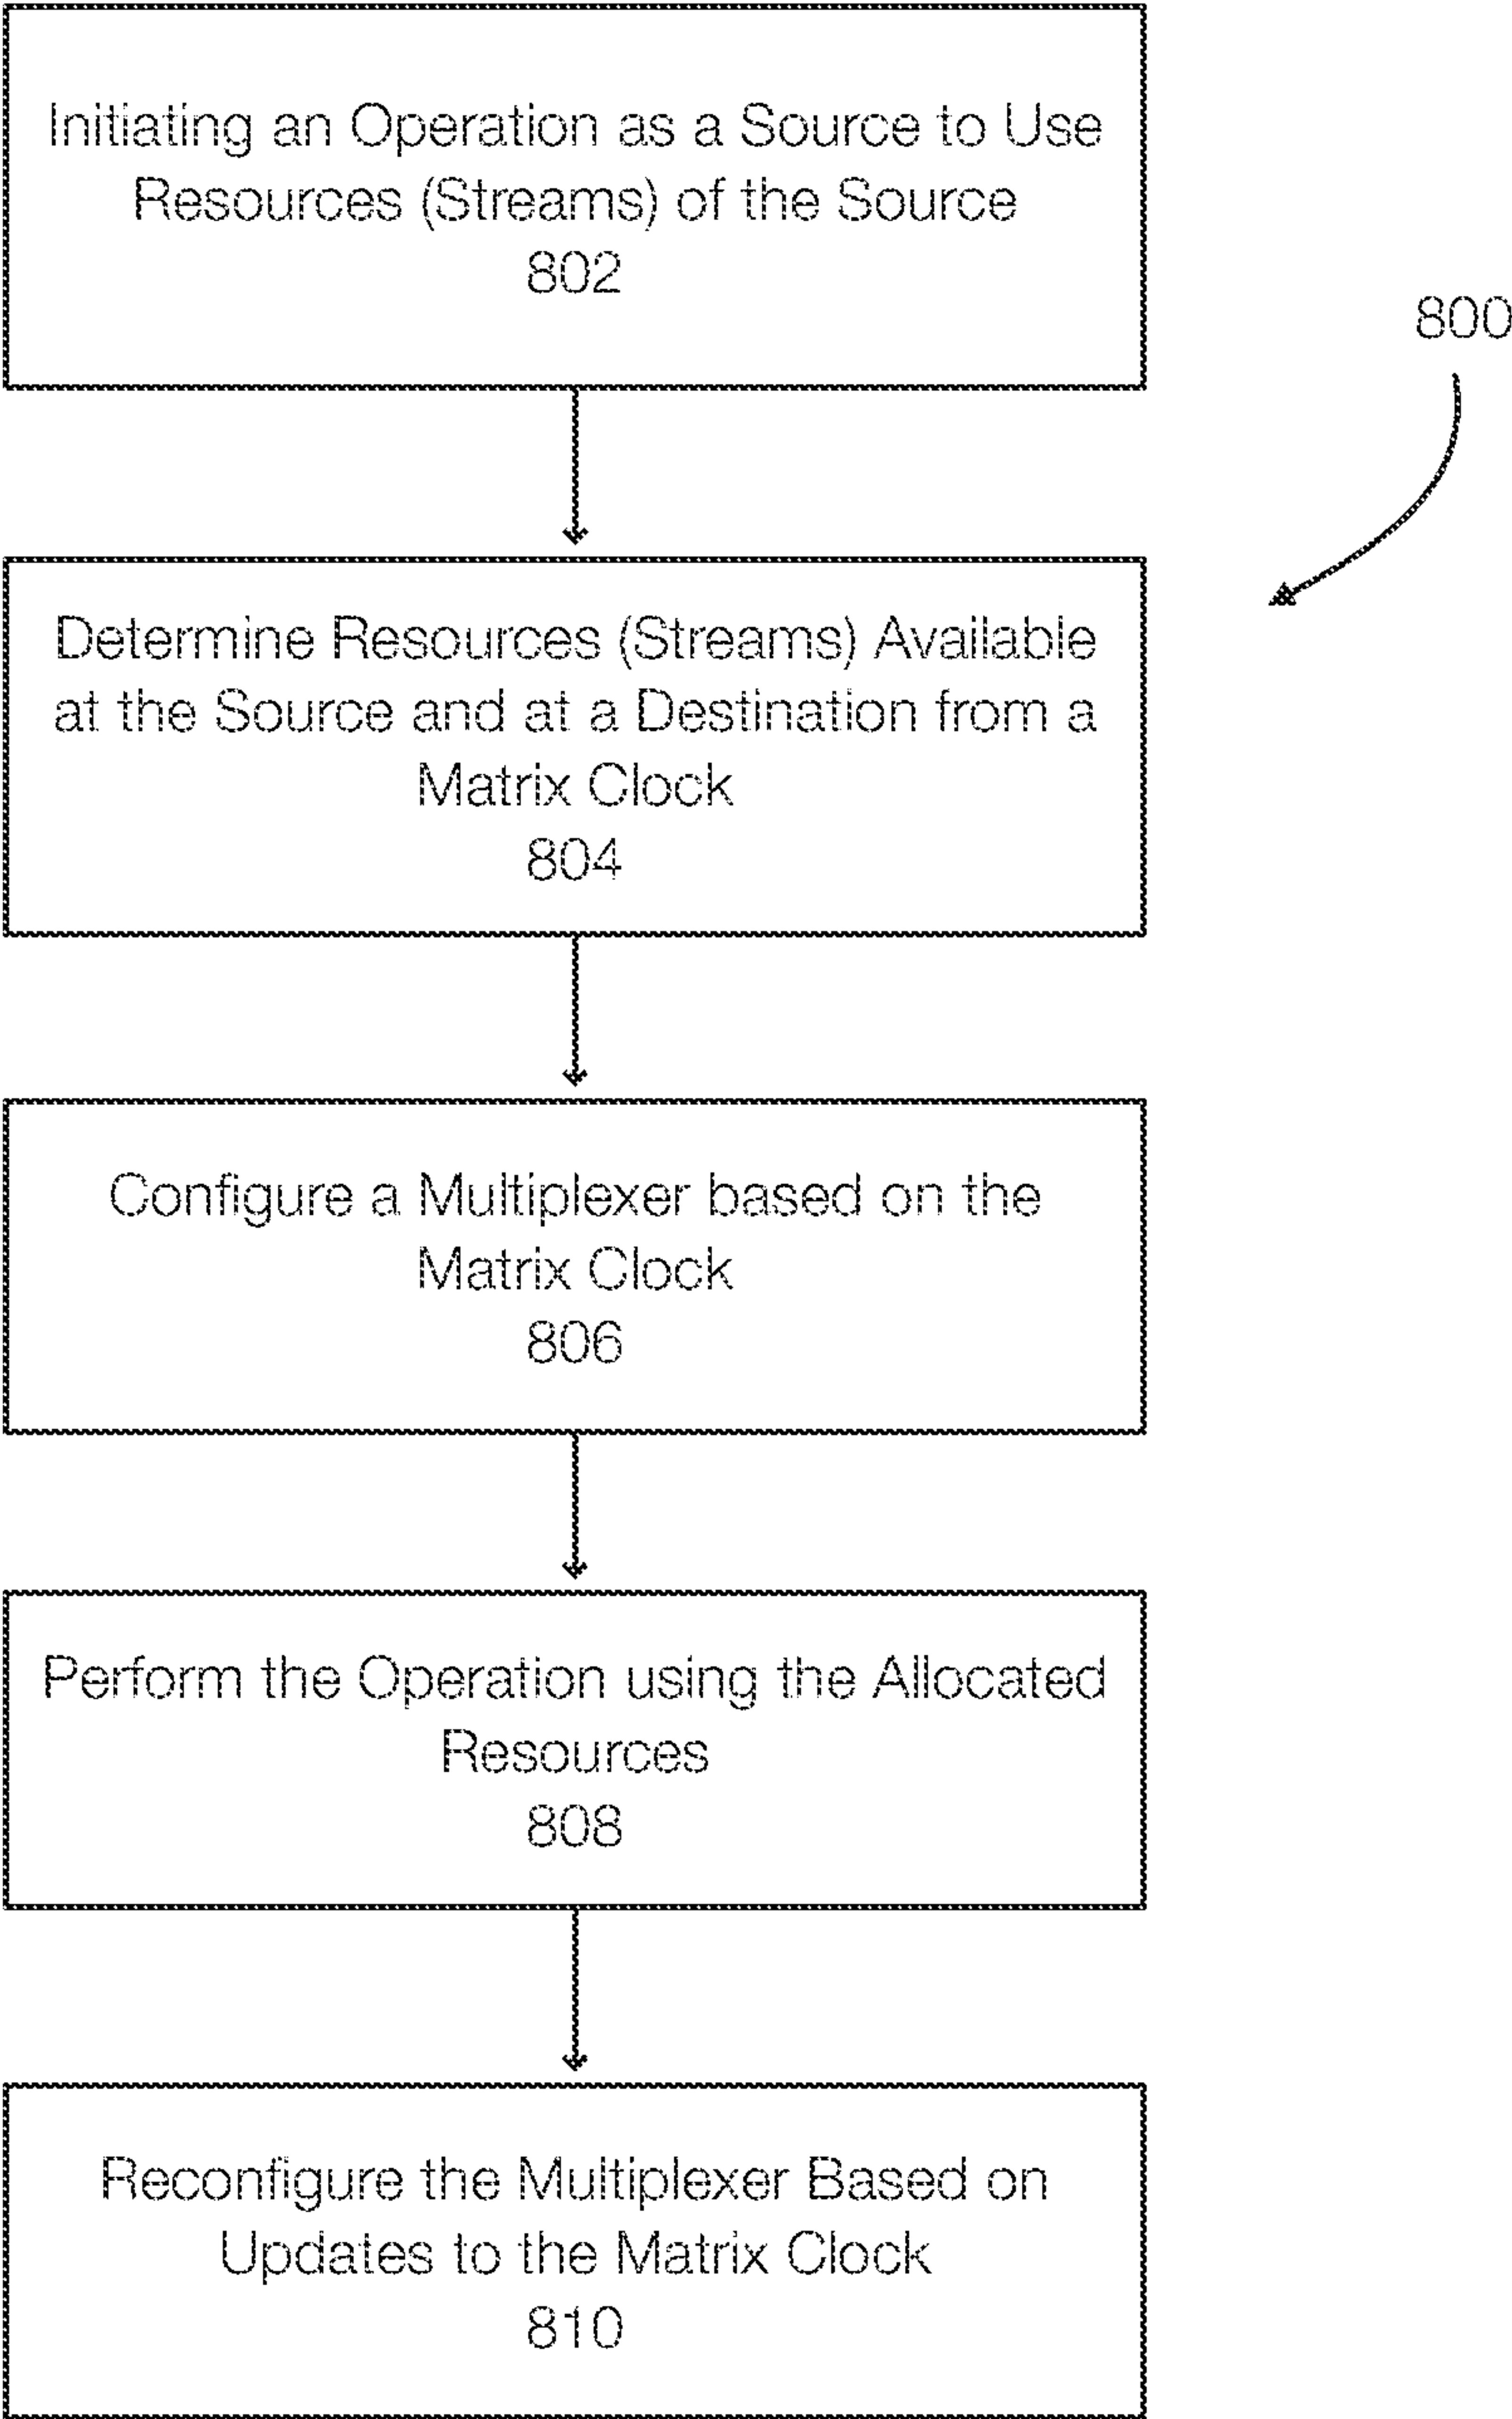 Initiating an Operation as a Source to Use
Resources (Streams) of the Source
802
800
Determine Resources (Streams) Available
at the Source and at a Destination from a
Matrix Clock
804
Configure a Multiplexer based on the
Matrix Clock
806
Perform the Operation using the Allocated
Resources
808
Reconfigure the Multiplexer Based on
Updates to the Matrix Clock
810